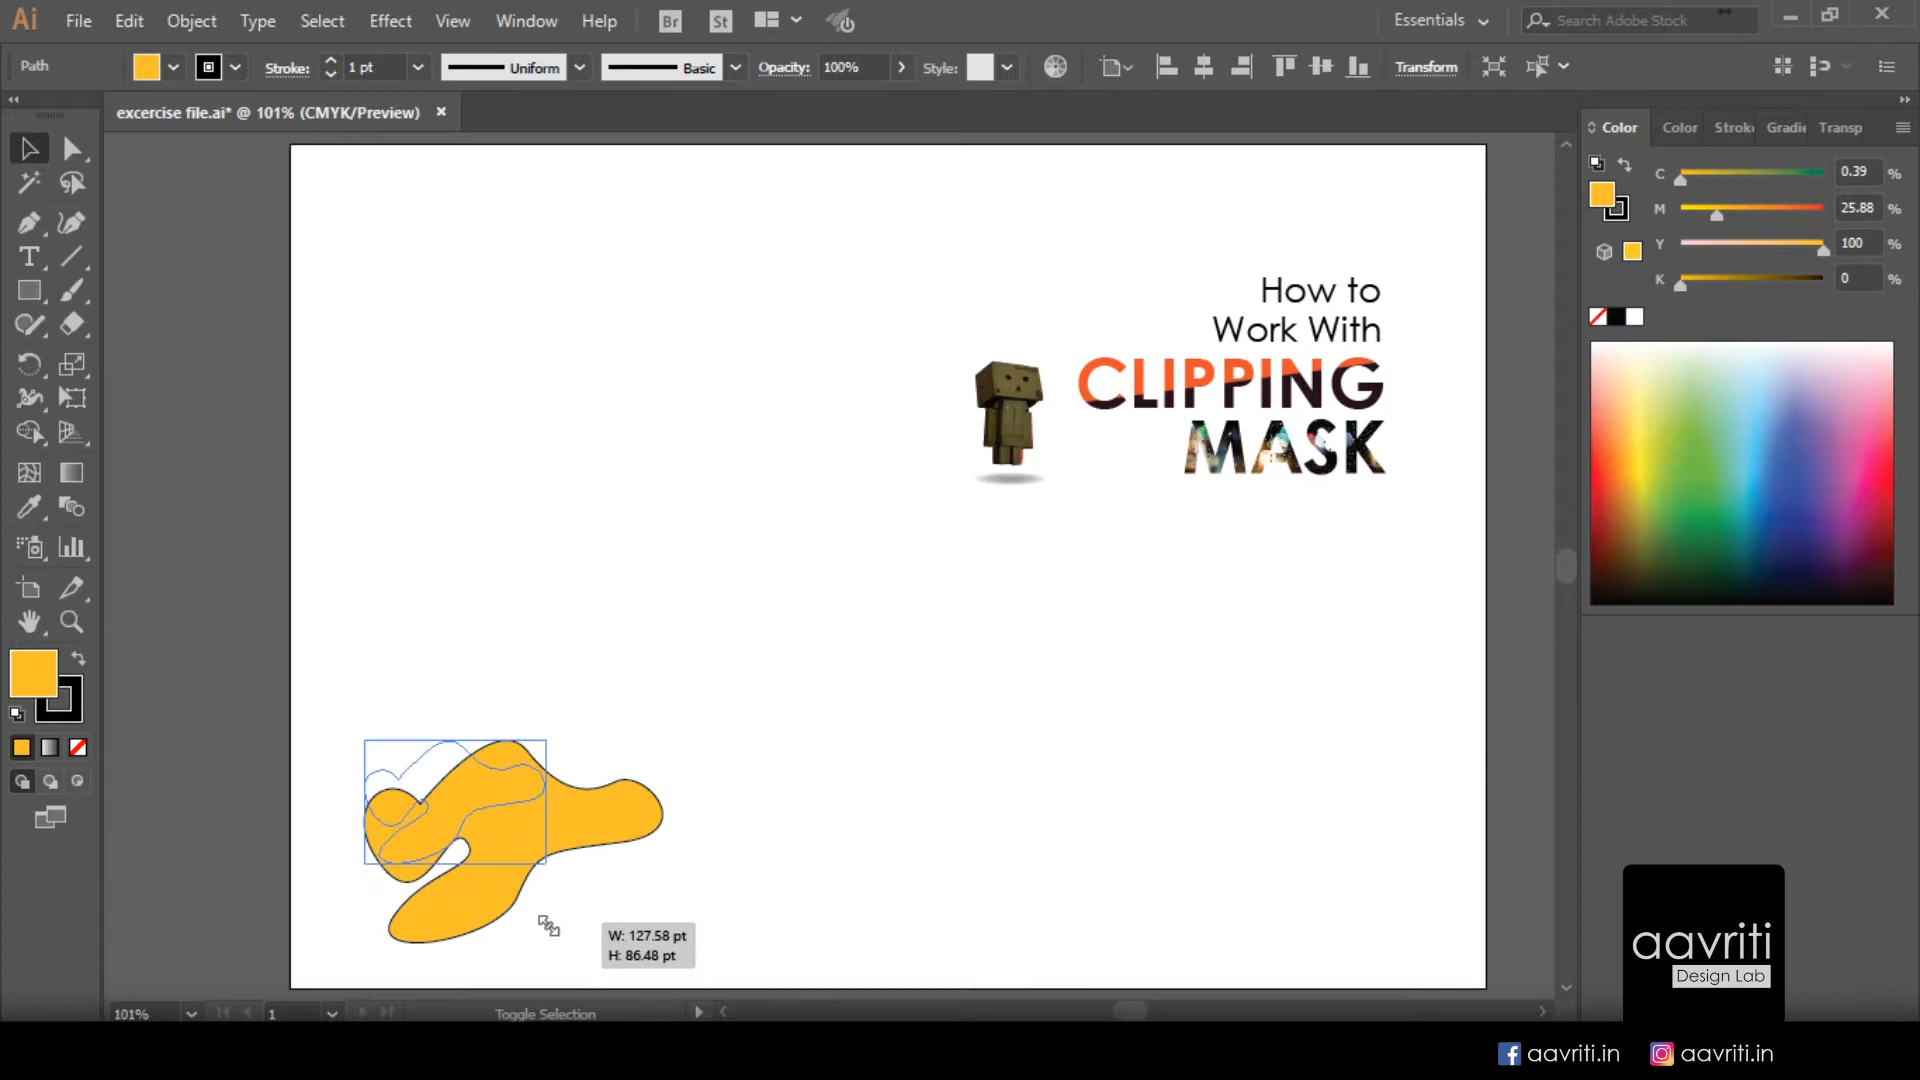 Ai File Edit Object Type Select Effect View Window Help Br St Essentials Search Adobe Stock
Path Stroke: 1 pt Uniform Basic Opacity: 100% Style: Transform
excercise file.ai* @ 101% (CMYK/Preview)
Color Color Stroke Gradie Transp
C 0.39 %
M 25.88 %
Y 100 %
K 0 %
How to
Work With
CLIPPING
MASK
W: 127.58 pt
H: 86.48 pt
101% 1 Toggle Selection
aavriti
Design Lab
aavriti.in aavriti.in